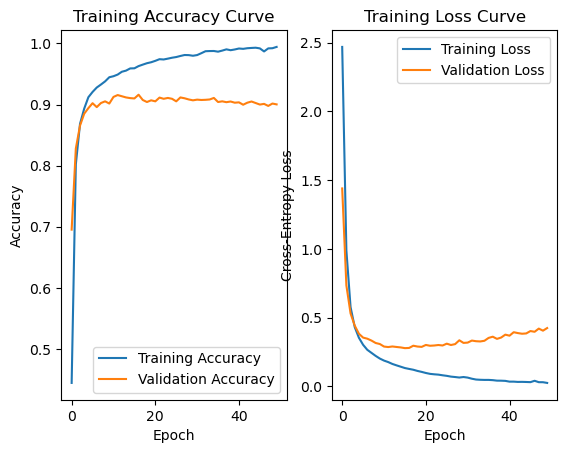 Training Accuracy Curve
1.0
0.9
0.8
0.7
0.6
0.5
Accuracy
0
20
40
Epoch
Training Accuracy
Validation Accuracy
Training Loss Curve
2.5
2.0
1.5
1.0
0.5
0.0
Cross-Entropy Loss
0
20
40
Epoch
Training Loss
Validation Loss